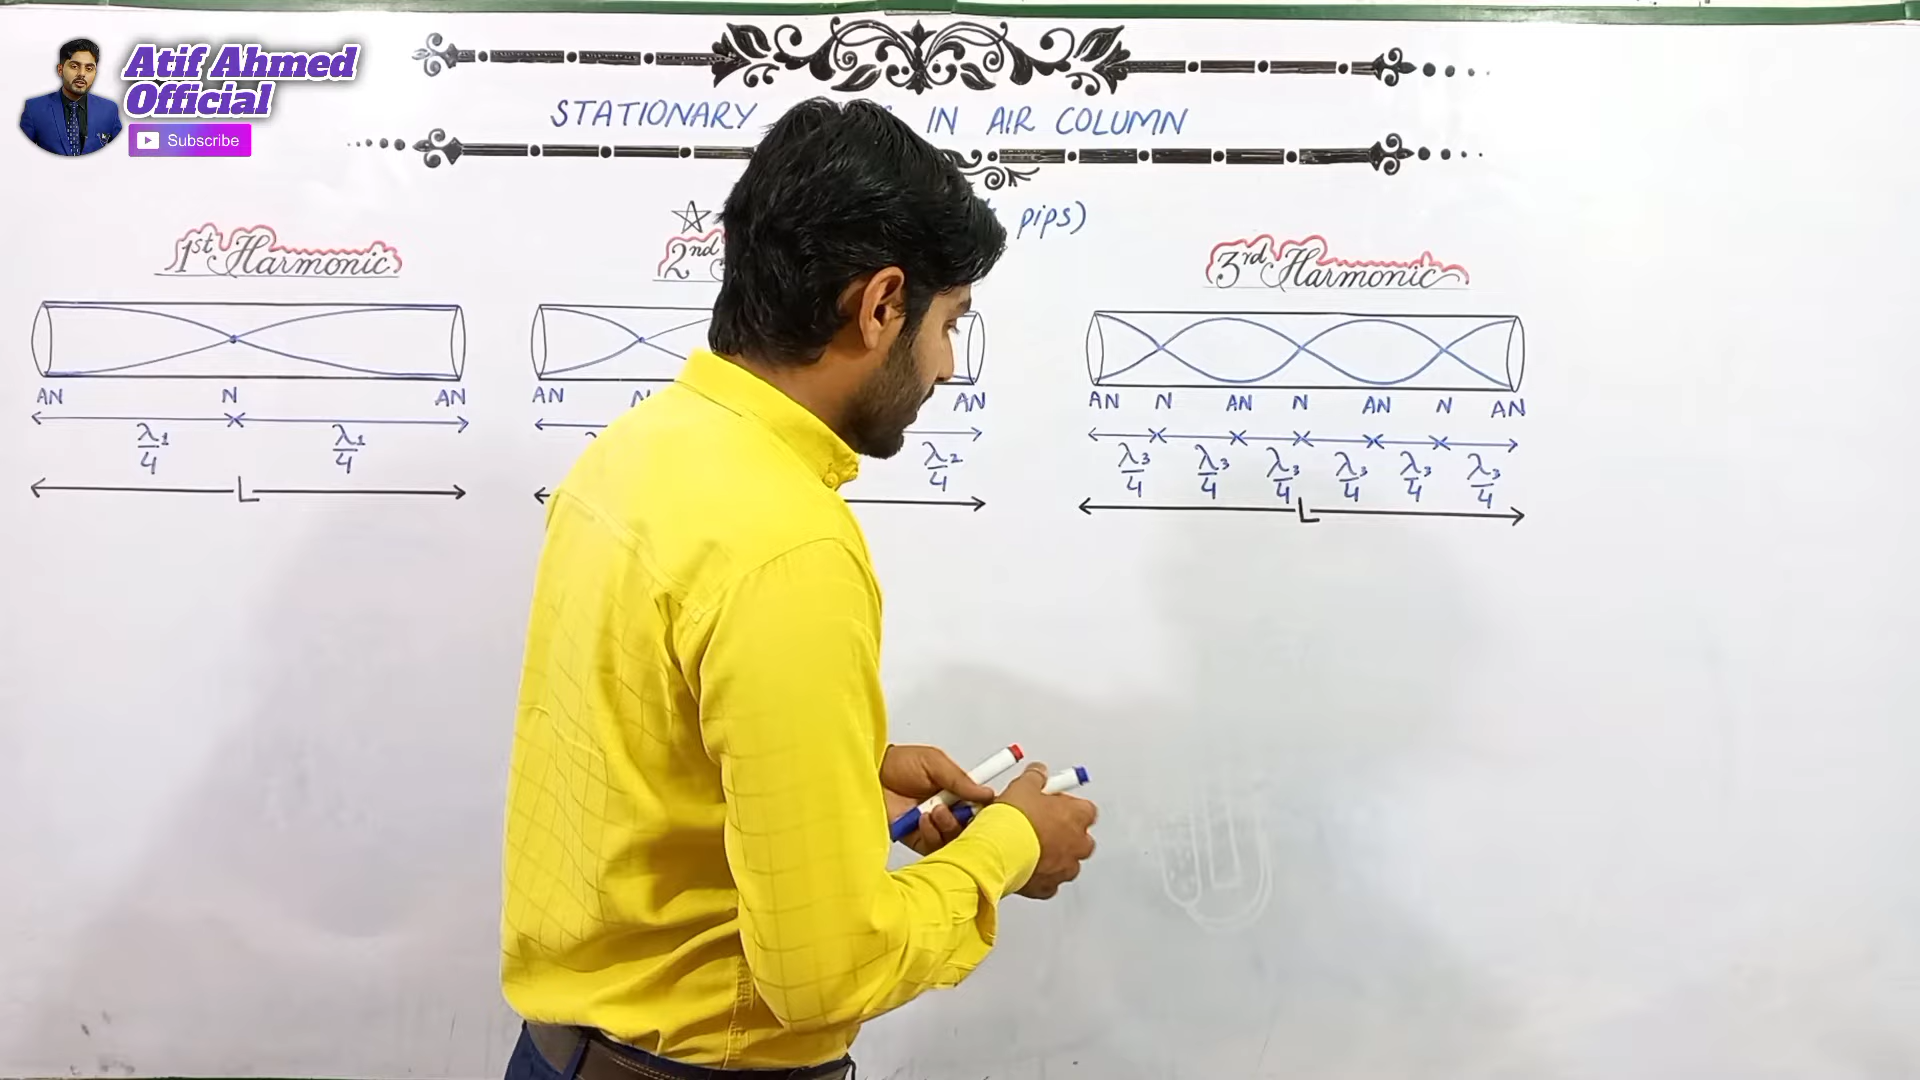 Atif Ahmed
Official
Subscribe
STATIONARY IN AIR COLUMN
pips)
1st Harmonic
2nd
3rd Harmonic
AN N AN
AN AN
AN N AN N AN N AN
λ1/4 λ1/4
λ2/4
λ3/4 λ3/4 λ3/4 λ3/4 λ3/4 λ3/4
L
L